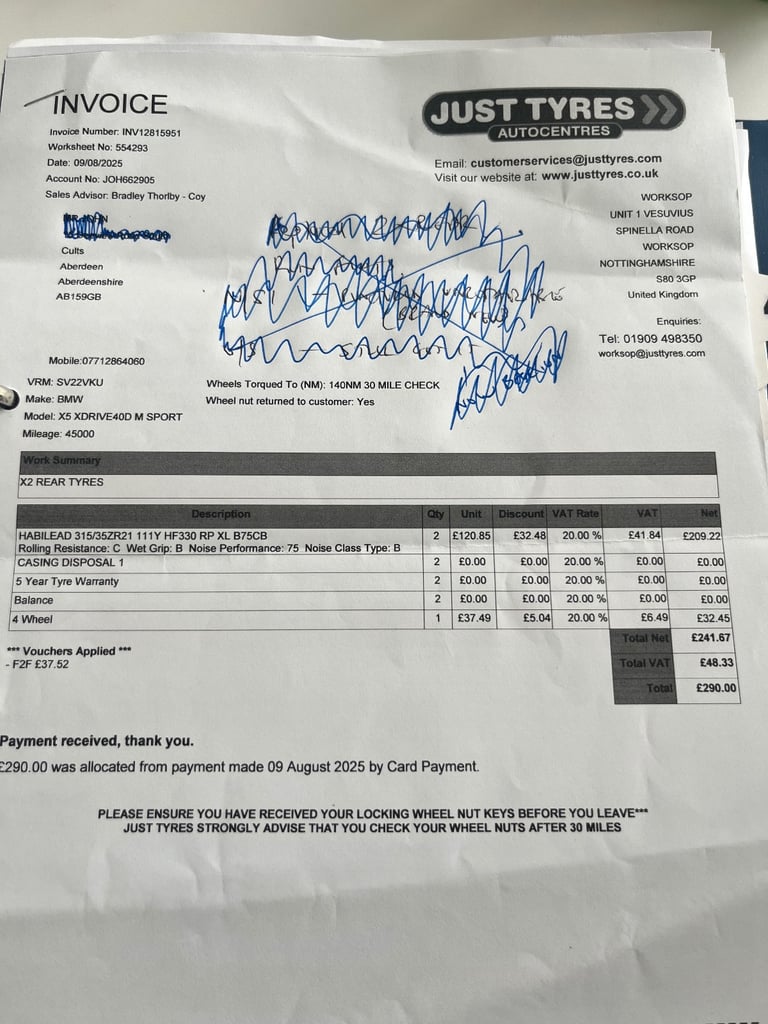 INVOICE
Invoice Number: INV12815951
Worksheet No: 554293
Date: 09/08/2025
Account No: JOH662905
Sales Advisor: Bradley Thorlby - Coy
Cults
Aberdeen
Aberdeenshire
AB159GB
Mobile:07712864060
JUST TYRES
AUTOCENTRES
Email: customerservices@justtyres.com
Visit our website at: www.justtyres.co.uk
WORKSOP
UNIT 1 VESUVIUS
SPINELLA ROAD
WORKSOP
NOTTINGHAMSHIRE
S80 3GP
United Kingdom
Enquiries:
Tel: 01909 498350
worksop@justtyres.com
VRM: SV22VKU
Make: BMW
Model: X5 XDRIVE40D M SPORT
Mileage: 45000
Wheels Torqued To (NM): 140NM 30 MILE CHECK
Wheel nut returned to customer: Yes
Work Summary
X2 REAR TYRES
Description Qty Unit Discount VAT Rate VAT Net
HABILEAD 315/35ZR21 111Y HF330 RP XL B75CB 2 £120.85 £32.48 20.00 % £41.84 £209.22
Rolling Resistance: C Wet Grip: B Noise Performance: 75 Noise Class Type: B
CASING DISPOSAL 1 2 £0.00 £0.00 20.00 % £0.00 £0.00
5 Year Tyre Warranty 2 £0.00 £0.00 20.00 % £0.00 £0.00
Balance 2 £0.00 £0.00 20.00 % £0.00 £0.00
4 Wheel 1 £37.49 £5.04 20.00 % £6.49 £32.45
Total Net £241.67
Total VAT £48.33
Total £290.00
*** Vouchers Applied ***
- F2F £37.52
Payment received, thank you.
£290.00 was allocated from payment made 09 August 2025 by Card Payment.
PLEASE ENSURE YOU HAVE RECEIVED YOUR LOCKING WHEEL NUT KEYS BEFORE YOU LEAVE***
JUST TYRES STRONGLY ADVISE THAT YOU CHECK YOUR WHEEL NUTS AFTER 30 MILES